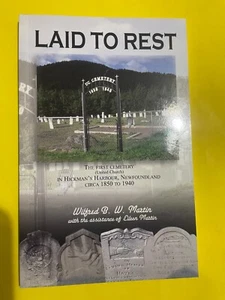 LAID TO REST
UC CEMETERY
THE FIRST CEMETERY
(United Church)
IN HICKMAN'S HARBOUR, NEWFOUNDLAND
CIRCA 1850 TO 1940
Wilfred B. W. Martin
with the assistance of Eileen Martin